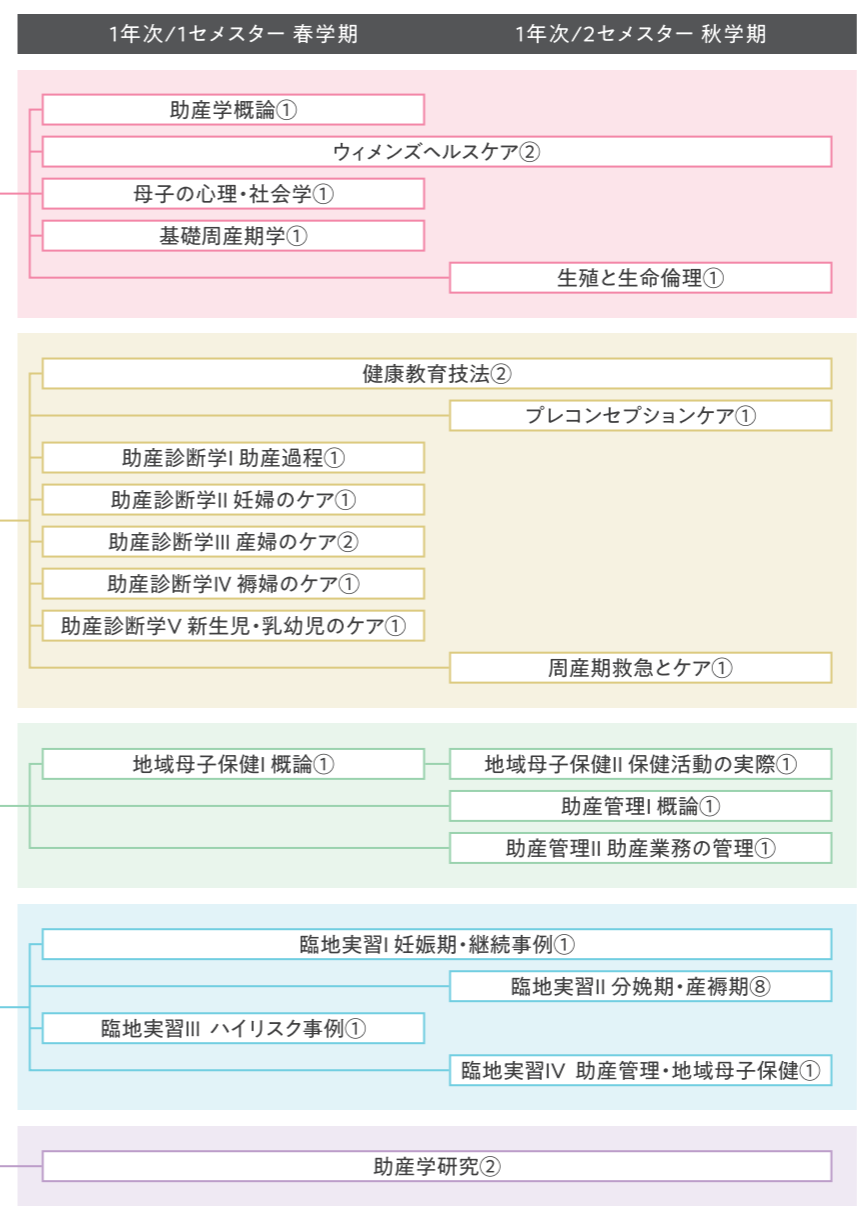 1年次/1セメスター 春学期
1年次/2セメスター 秋学期
助産学概論①
ウィメンズヘルスケア②
母子の心理・社会学①
基礎周産期学①
生殖と生命倫理①
健康教育技法②
プレコンセプションケア①
助産診断学I 助産過程①
助産診断学II 妊婦のケア①
助産診断学III 産婦のケア②
助産診断学IV 褥婦のケア①
助産診断学V 新生児・乳幼児のケア①
周産期救急とケア①
地域母子保健I 概論①
地域母子保健II 保健活動の実際①
助産管理I 概論①
助産管理II 助産業務の管理①
臨地実習I 妊娠期・継続事例①
臨地実習II 分娩期・産褥期⑧
臨地実習III ハイリスク事例①
臨地実習IV 助産管理・地域母子保健①
助産学研究②